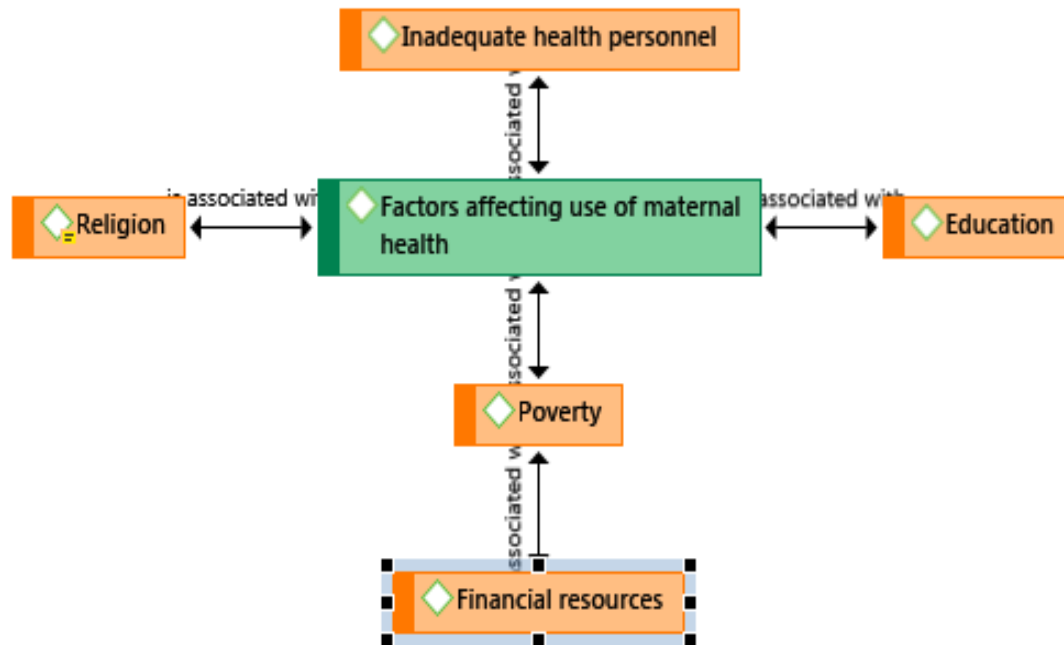 Inadequate health personnel
associated
is associated
associated with
Religion
Factors affecting use of maternal
health
Education
associated
Poverty
associated
Financial resources